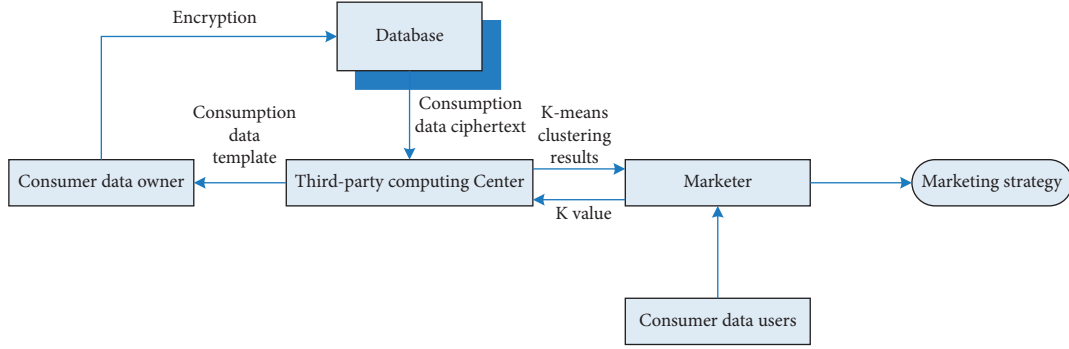 Encryption
Database
Consumption
data
template
Consumption
data ciphertext
K-means
clustering
results
Consumer data owner
Third-party computing Center
Marketer
Marketing strategy
K value
Consumer data users